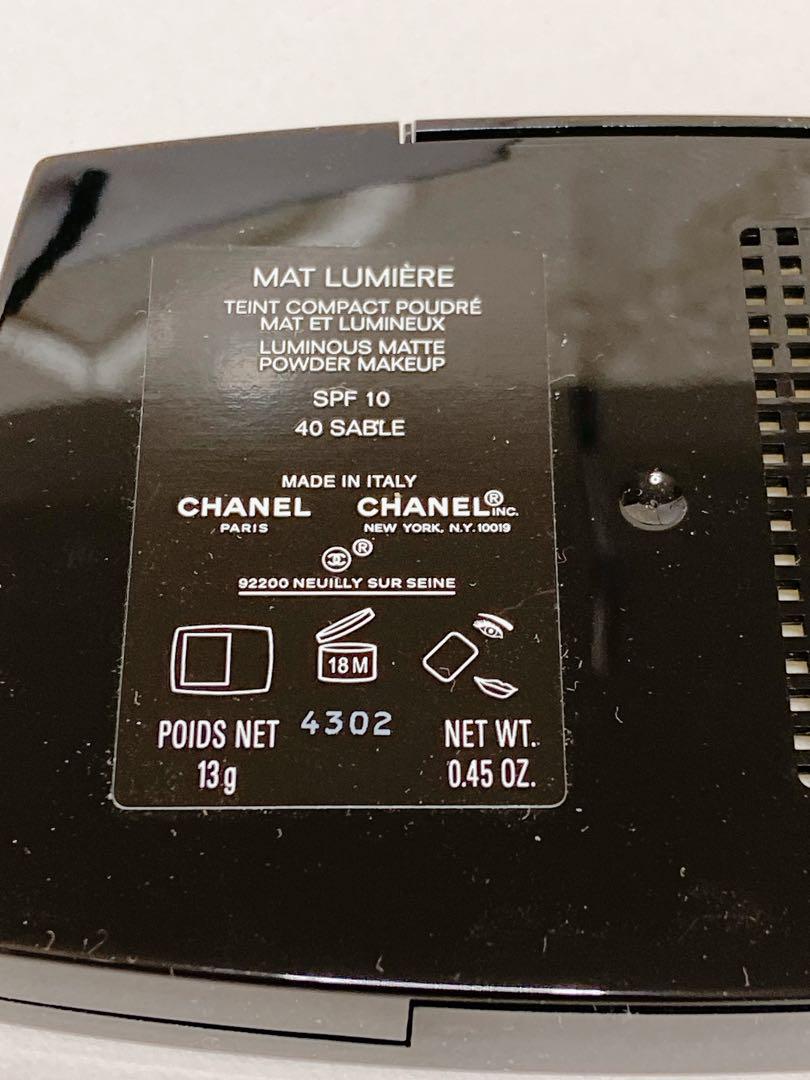 MAT LUMIÈRE
TEINT COMPACT POUDRÉ
MAT ET LUMINEUX
LUMINOUS MATTE
POWDER MAKEUP
SPF 10
40 SABLE
MADE IN ITALY
CHANEL CHANEL® INC.
PARIS NEW YORK, N.Y. 10019
®
92200 NEUILLY SUR SEINE
18 M
POIDS NET 4302 NET WT.
13 g 0.45 OZ.